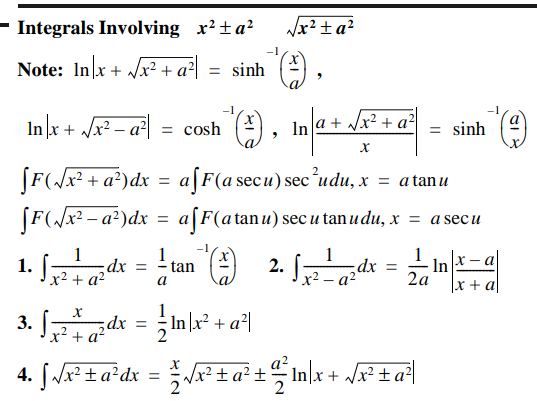 Integrals Involving x² ± a² √(x² ± a²)
Note: ln|x + √(x² + a²)| = sinh⁻¹(x/a) ,
ln|x + √(x² – a²)| = cosh⁻¹(x/a) , ln|(a + √(x² + a²))/x| = sinh⁻¹(a/x)
∫F(√(x² + a²))dx = a∫F(a sec u) sec²udu, x = a tan u
∫F(√(x² – a²))dx = a∫F(a tan u) sec u tan udu, x = a sec u
1. ∫1/(x² + a²)dx = 1/a tan⁻¹(x/a) 2. ∫1/(x² – a²)dx = 1/2a ln|(x – a)/(x + a)|
3. ∫x/(x² + a²)dx = 1/2 ln|x² + a²|
4. ∫√(x² ± a²)dx = x/2 √(x² ± a²) ± a²/2 ln|x + √(x² ± a²)|